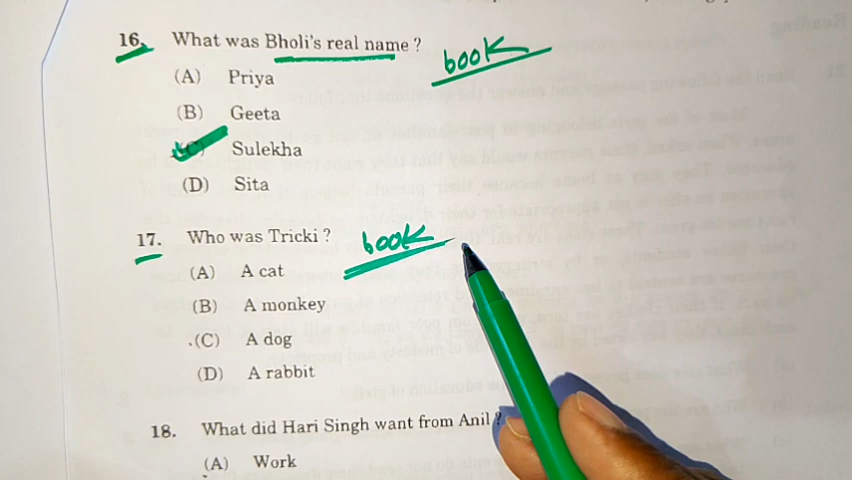 16. What was Bholi's real name ? book
(A) Priya
(B) Geeta
(C) Sulekha
(D) Sita
17. Who was Tricki ? book
(A) A cat
(B) A monkey
(C) A dog
(D) A rabbit
18. What did Hari Singh want from Anil ?
(A) Work